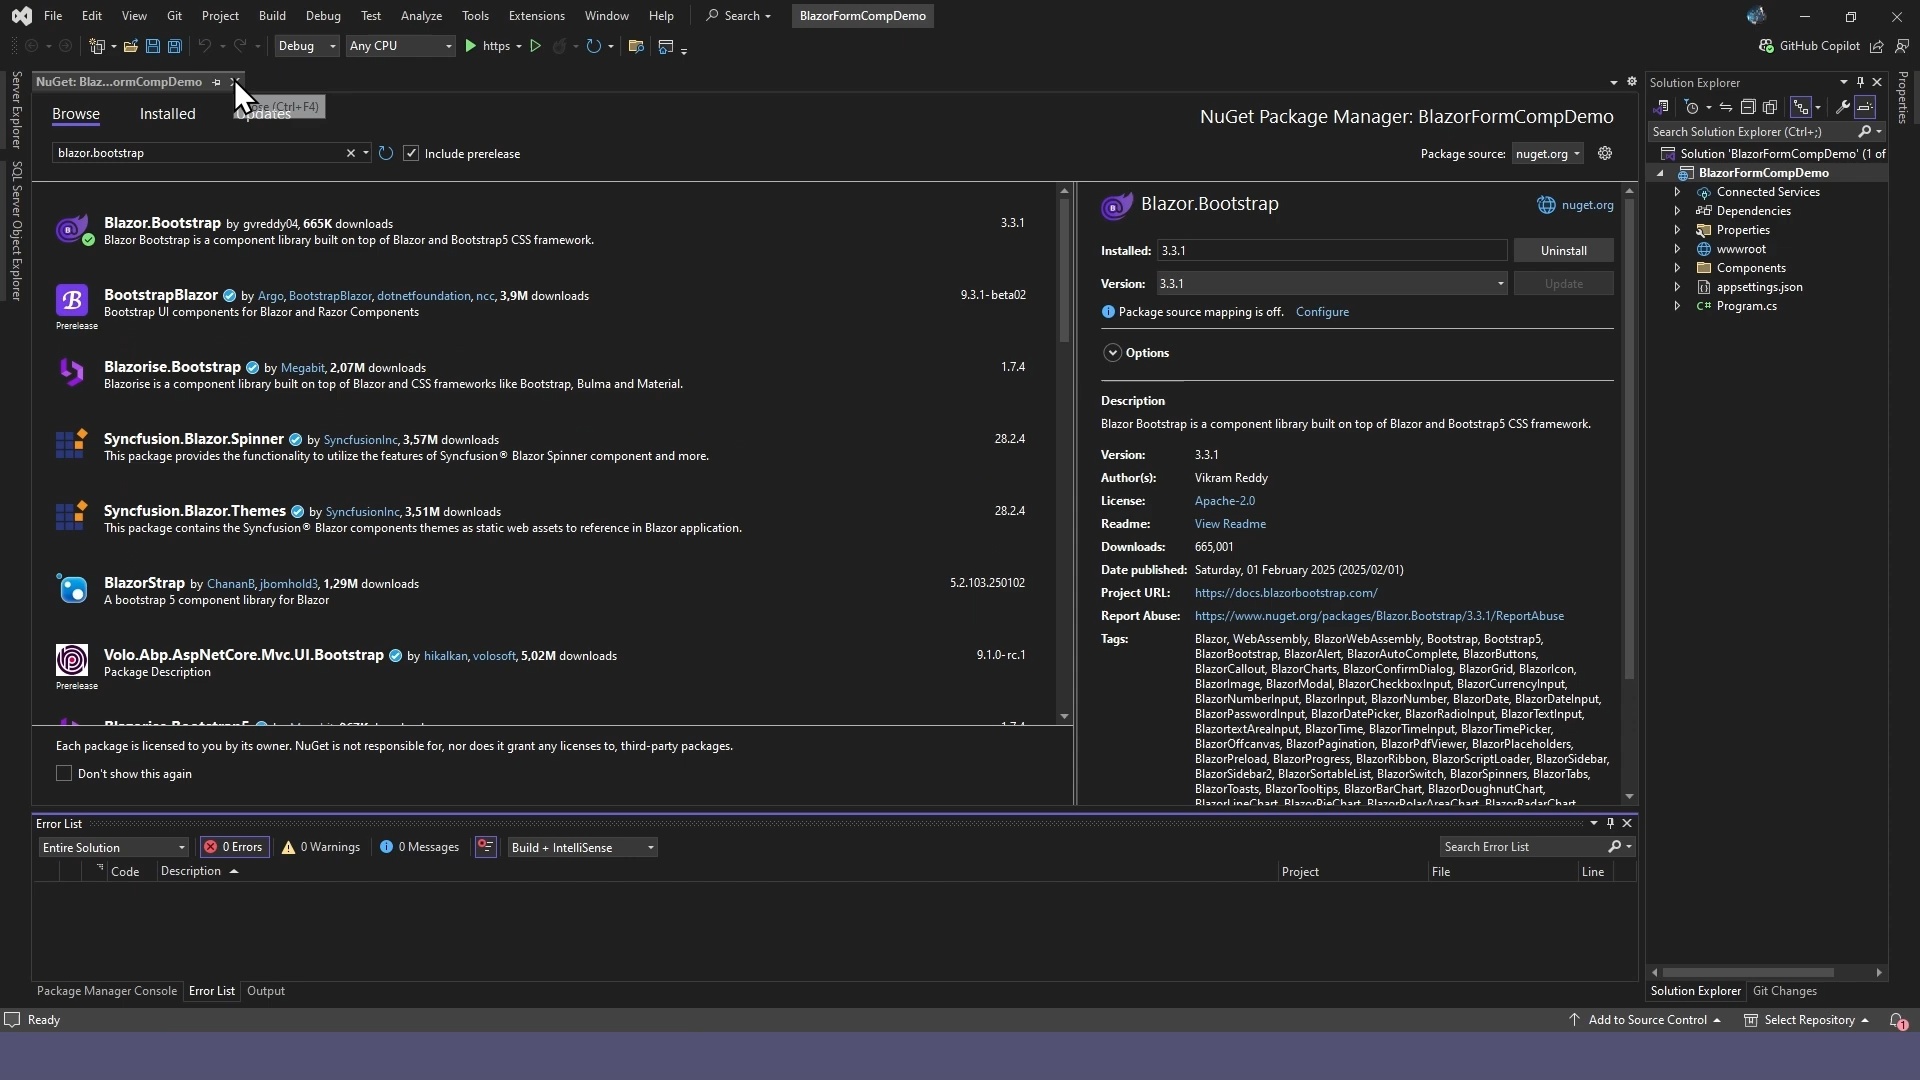 File Edit View Git Project Build Debug Test Analyze Tools Extensions Window Help Search BlazorFormCompDemo
Debug Any CPU https GitHub Copilot
NuGet: Blaz...ormCompDemo
(Ctrl+F4)
Browse Installed Updates
NuGet Package Manager: BlazorFormCompDemo
blazor.bootstrap Include prerelease
Package source: nuget.org
Server Explorer
SQL Server Object Explorer
Blazor.Bootstrap by gvreddy04, 665K downloads 3.3.1
Blazor Bootstrap is a component library built on top of Blazor and Bootstrap5 CSS framework.
BootstrapBlazor by Argo, BootstrapBlazor, dotnetfoundation, ncc, 3,9M downloads 9.3.1-beta02
Bootstrap UI components for Blazor and Razor Components
Prerelease
Blazorise.Bootstrap by Megabit, 2,07M downloads 1.7.4
Blazorise is a component library built on top of Blazor and CSS frameworks like Bootstrap, Bulma and Material.
Syncfusion.Blazor.Spinner by SyncfusionInc, 3,57M downloads 28.2.4
This package provides the functionality to utilize the features of Syncfusion® Blazor Spinner component and more.
Syncfusion.Blazor.Themes by SyncfusionInc, 3,51M downloads 28.2.4
This package contains the Syncfusion® Blazor components themes as static web assets to reference in Blazor application.
BlazorStrap by ChananB, jbomhold3, 1,29M downloads 5.2.103.250102
A bootstrap 5 component library for Blazor
Volo.Abp.AspNetCore.Mvc.UI.Bootstrap by hikalkan, volosoft, 5,02M downloads 9.1.0-rc.1
Package Description
Prerelease
Blazorise.Bootstrap5 1.7.4
Each package is licensed to you by its owner. NuGet is not responsible for, nor does it grant any licenses to, third-party packages.
Don't show this again
Blazor.Bootstrap nuget.org
Installed: 3.3.1 Uninstall
Version: 3.3.1 Update
Package source mapping is off. Configure
Options
Description
Blazor Bootstrap is a component library built on top of Blazor and Bootstrap5 CSS framework.
Version: 3.3.1
Author(s): Vikram Reddy
License: Apache-2.0
Readme: View Readme
Downloads: 665,001
Date published: Saturday, 01 February 2025 (2025/02/01)
Project URL: https://docs.blazorbootstrap.com/
Report Abuse: https://www.nuget.org/packages/Blazor.Bootstrap/3.3.1/ReportAbuse
Tags: Blazor, WebAssembly, BlazorWebAssembly, Bootstrap, Bootstrap5,
BlazorBootstrap, BlazorAlert, BlazorAutoComplete, BlazorButtons,
BlazorCallout, BlazorCharts, BlazorConfirmDialog, BlazorGrid, BlazorIcon,
BlazorImage, BlazorModal, BlazorCheckboxInput, BlazorCurrencyInput,
BlazorNumberInput, BlazorInput, BlazorNumber, BlazorDate, BlazorDateInput,
BlazorPasswordInput, BlazorDatePicker, BlazorRadioInput, BlazorTextInput,
BlazortextAreaInput, BlazorTime, BlazorTimeInput, BlazorTimePicker,
BlazorOffcanvas, BlazorPagination, BlazorPdfViewer, BlazorPlaceholders,
BlazorPreload, BlazorProgress, BlazorRibbon, BlazorScriptLoader, BlazorSidebar,
BlazorSidebar2, BlazorSortableList, BlazorSwitch, BlazorSpinners, BlazorTabs,
BlazorToasts, BlazorTooltips, BlazorBarChart, BlazorDoughnutChart,
BlazorLineChart, BlazorPieChart, BlazorPolarAreaChart, BlazorRadarChart
Solution Explorer
Search Solution Explorer (Ctrl+;)
Solution 'BlazorFormCompDemo' (1 of
BlazorFormCompDemo
Connected Services
Dependencies
Properties
wwwroot
Components
appsettings.json
Program.cs
Properties
Error List
Entire Solution 0 Errors 0 Warnings 0 Messages Build + IntelliSense Search Error List
Code Description Project File Line
Package Manager Console Error List Output
Solution Explorer Git Changes
Ready Add to Source Control Select Repository 1